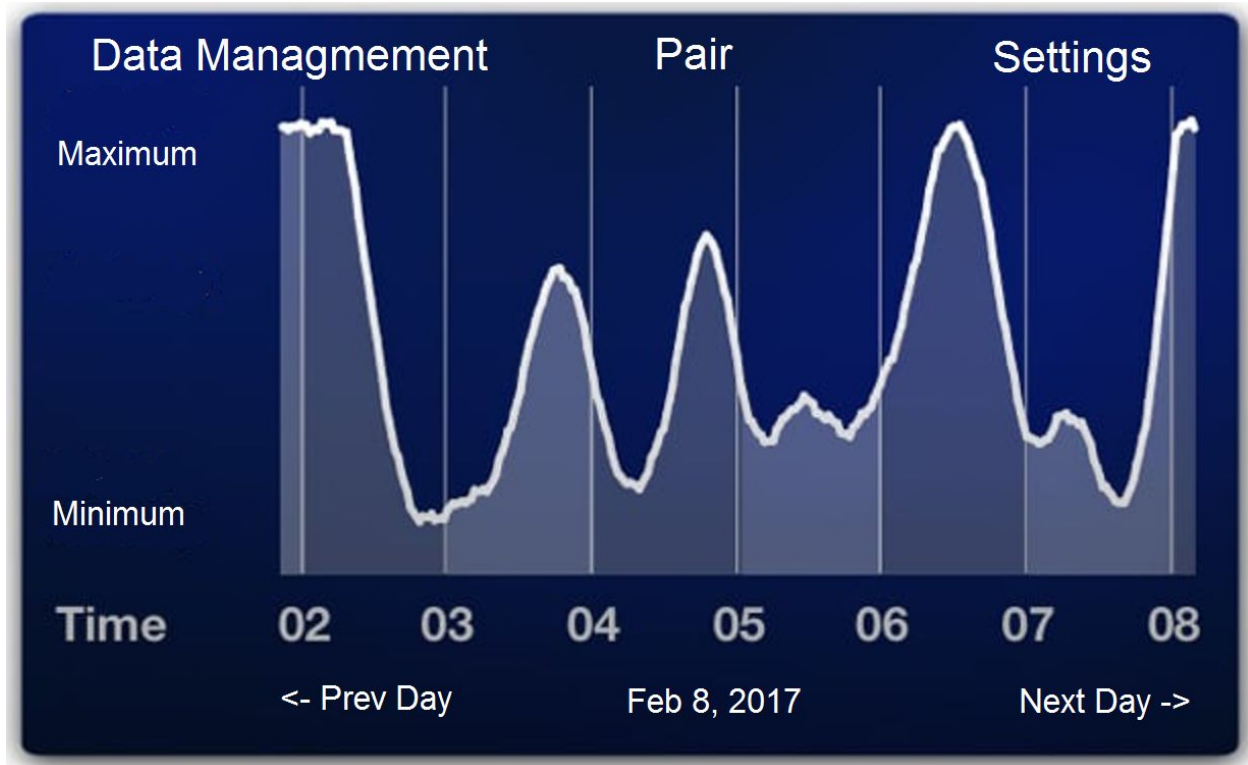 Data Managmement Pair Settings
Maximum
Minimum
Time 02 03 04 05 06 07 08
<- Prev Day Feb 8, 2017 Next Day ->